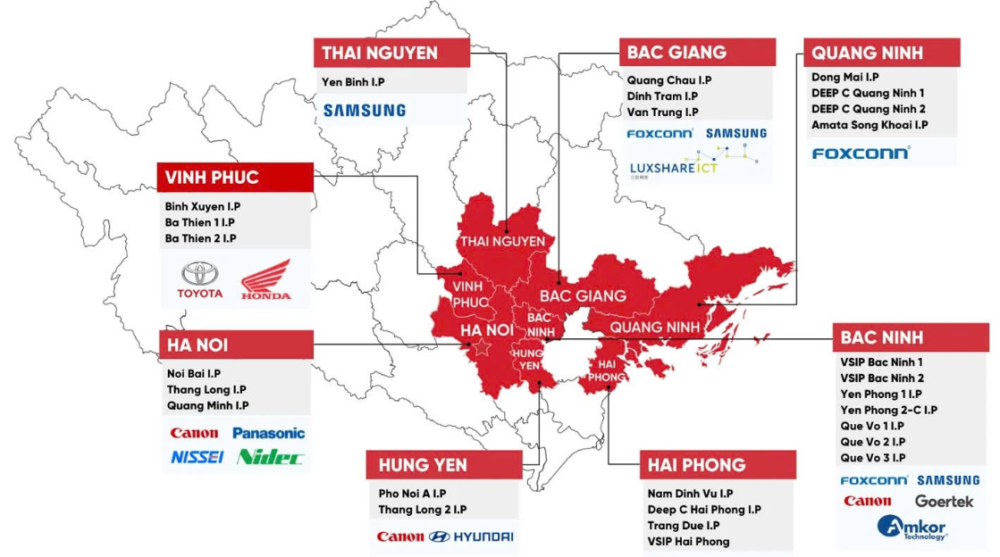 THAI NGUYEN
Yen Binh I.P
SAMSUNG
BAC GIANG
Quang Chau I.P
Dinh Tram I.P
Van Trung I.P
FOXCONN SAMSUNG
LUXSHARE ICT
QUANG NINH
Dong Mai I.P
DEEP C Quang Ninh 1
DEEP C Quang Ninh 2
Amata Song Khoai I.P
FOXCONN
VINH PHUC
Binh Xuyen I.P
Ba Thien 1 I.P
Ba Thien 2 I.P
TOYOTA HONDA
THAI NGUYEN
VINH
PHUC
BAC GIANG
BAC
NINH
HA NOI
QUANG NINH
HUNG
YEN
HAI
PHONG
HA NOI
Noi Bai I.P
Thang Long I.P
Quang Minh I.P
Canon Panasonic
NISSEI Nidec
BAC NINH
VSIP Bac Ninh 1
VSIP Bac Ninh 2
Yen Phong 1 I.P
Yen Phong 2-C I.P
Que Vo 1 I.P
Que Vo 2 I.P
Que Vo 3 I.P
FOXCONN SAMSUNG
Canon Goertek
Amkor
Technology
HUNG YEN
Pho Noi A I.P
Thang Long 2 I.P
Canon HYUNDAI
HAI PHONG
Nam Dinh Vu I.P
Deep C Hai Phong I.P
Trang Due I.P
VSIP Hai Phong